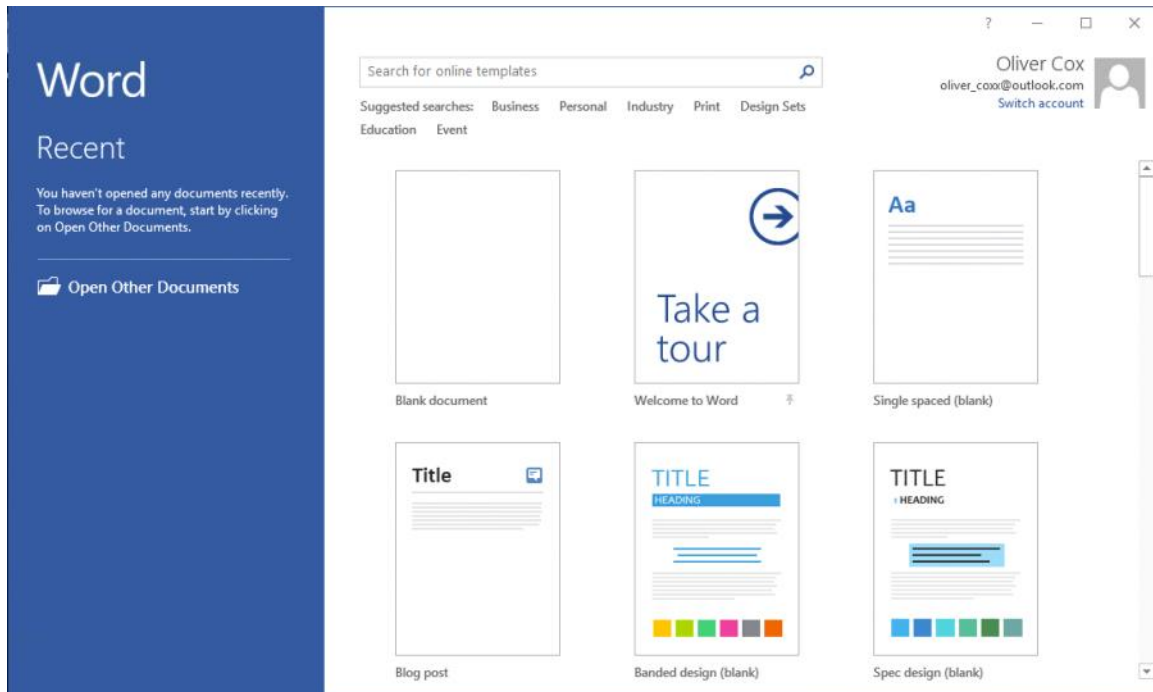 ?
Word
Recent
You haven't opened any documents recently.
To browse for a document, start by clicking
on Open Other Documents.
Open Other Documents
Search for online templates
Suggested searches: Business Personal Industry Print Design Sets
Education Event
Oliver Cox
oliver_coxx@outlook.com
Switch account
Take a
tour
Aa
Blank document
Welcome to Word
Single spaced (blank)
Title
TITLE
HEADING
TITLE
HEADING
Blog post
Banded design (blank)
Spec design (blank)